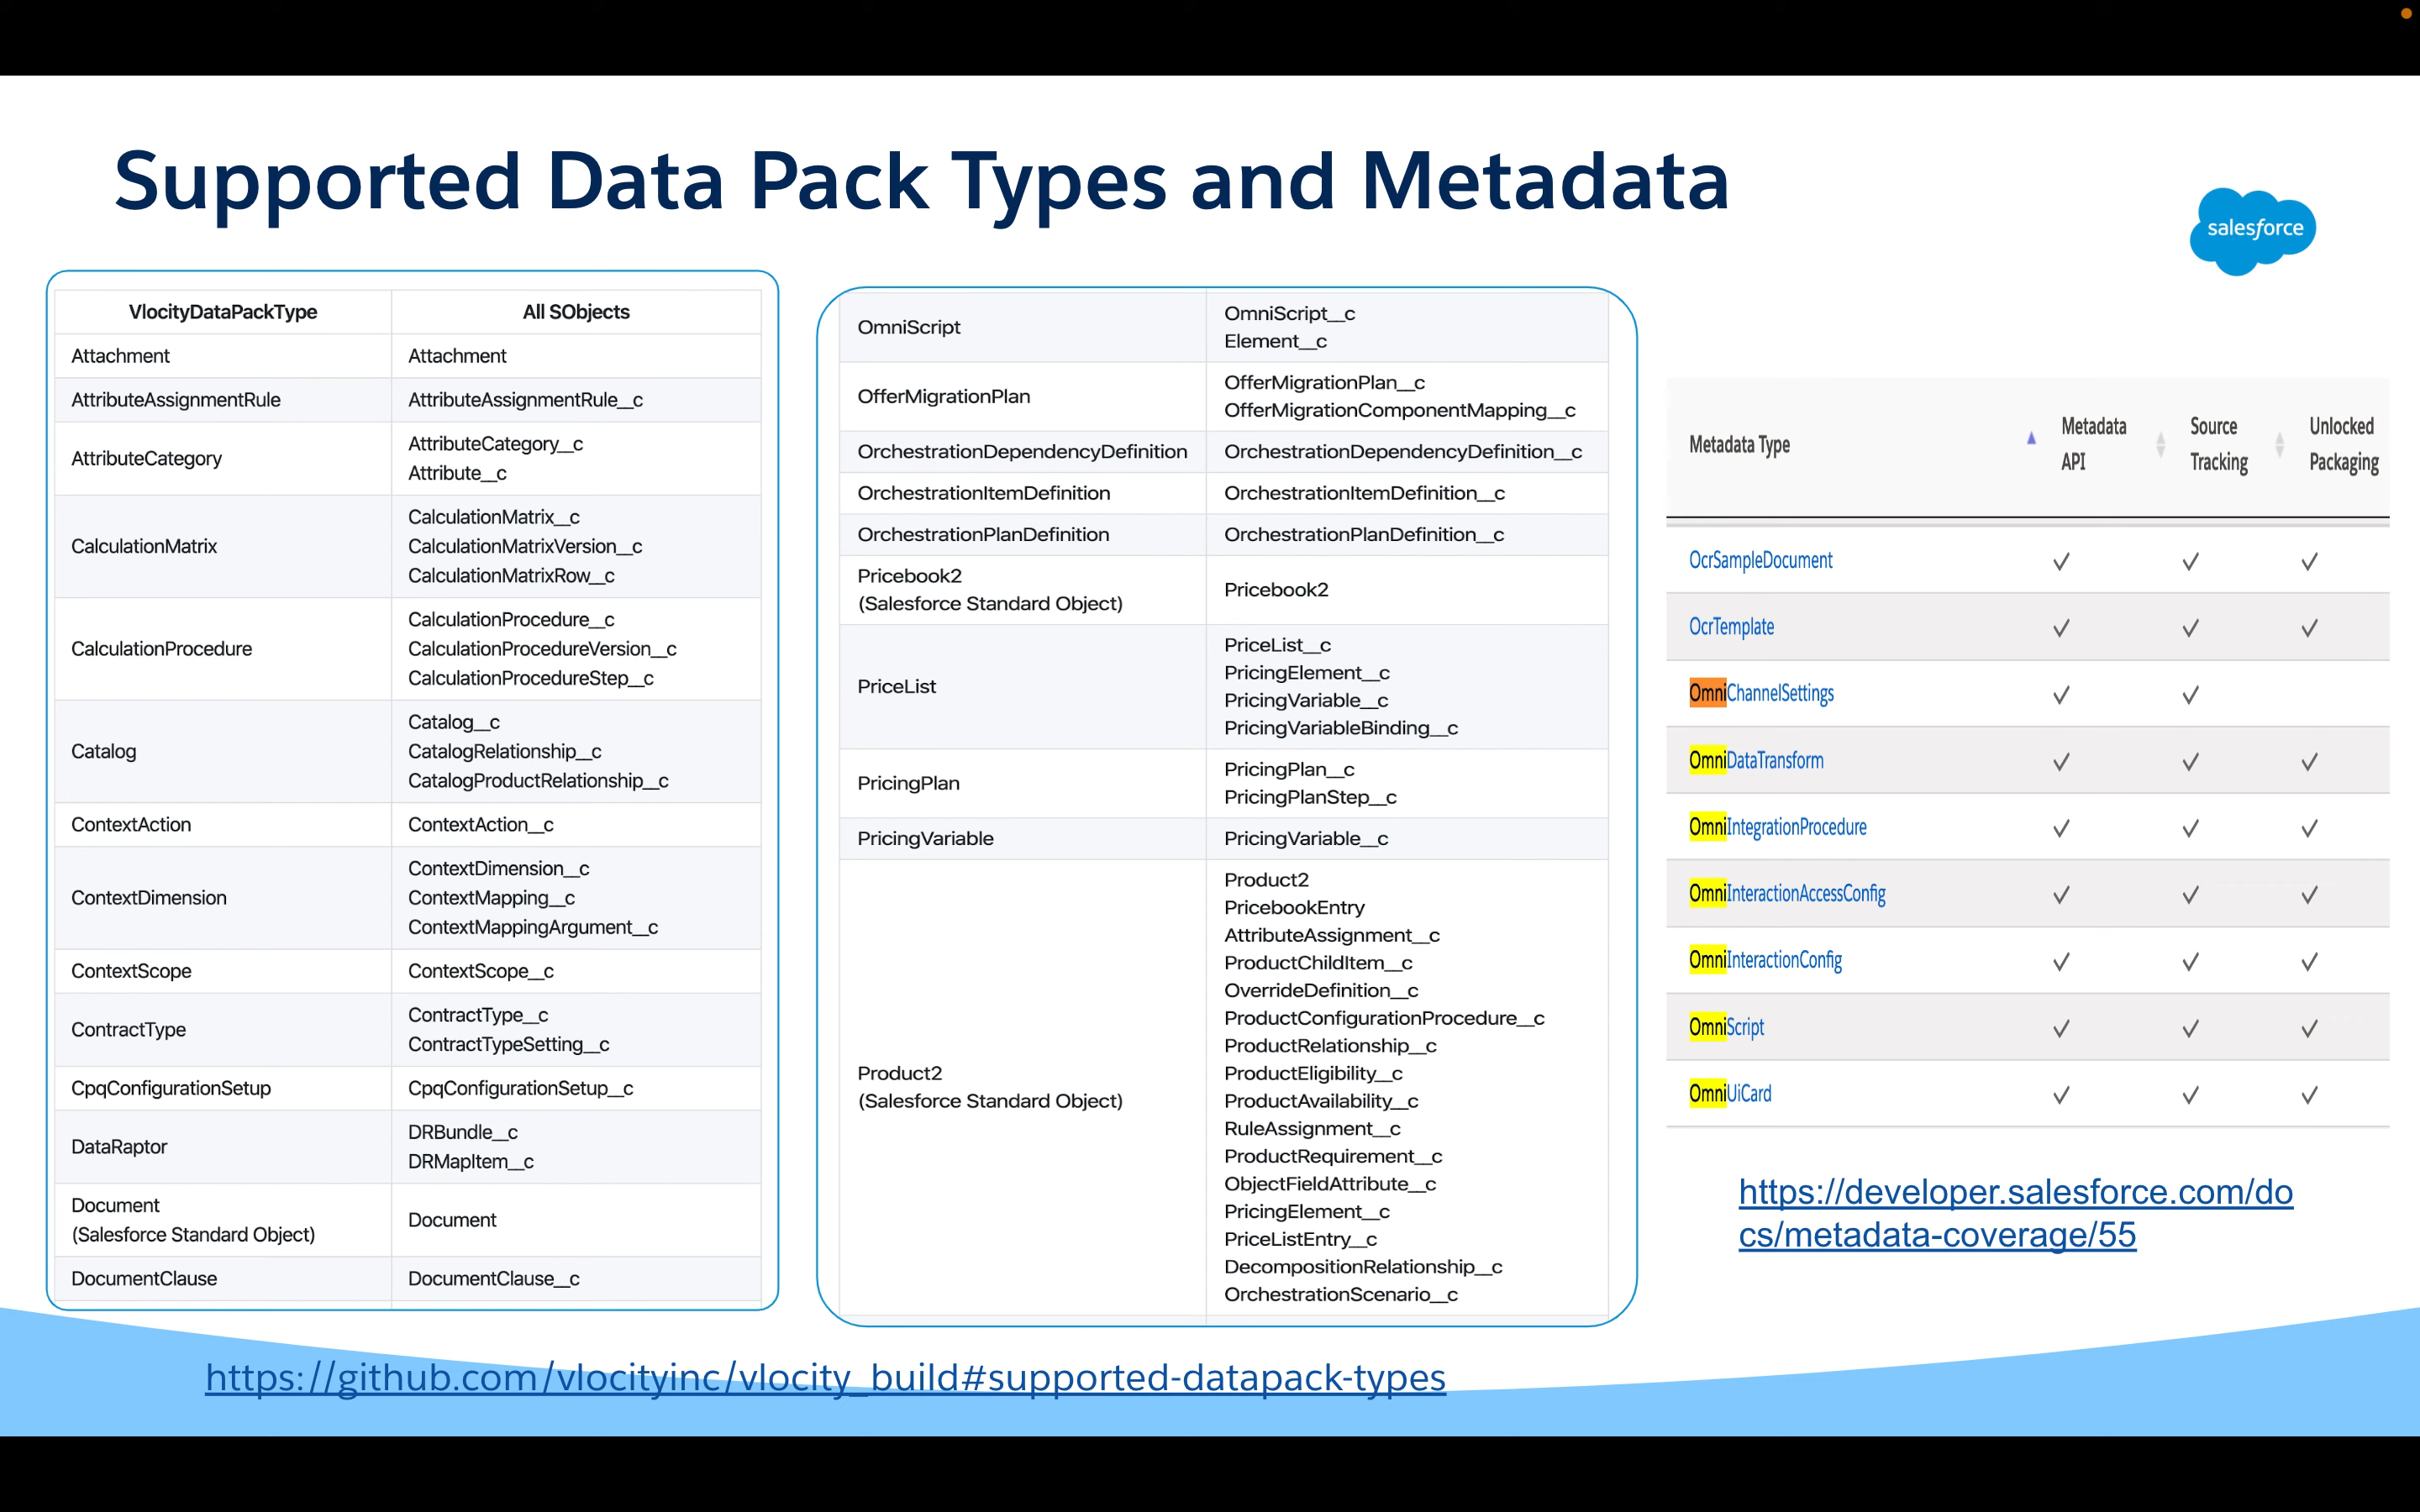 Supported Data Pack Types and Metadata
salesforce
VlocityDataPackType All SObjects
Attachment Attachment
AttributeAssignmentRule AttributeAssignmentRule__c
AttributeCategory AttributeCategory__c
Attribute__c
CalculationMatrix CalculationMatrix__c
CalculationMatrixVersion__c
CalculationMatrixRow__c
CalculationProcedure CalculationProcedure__c
CalculationProcedureVersion__c
CalculationProcedureStep__c
Catalog Catalog__c
CatalogRelationship__c
CatalogProductRelationship__c
ContextAction ContextAction__c
ContextDimension ContextDimension__c
ContextMapping__c
ContextMappingArgument__c
ContextScope ContextScope__c
ContractType ContractType__c
ContractTypeSetting__c
CpqConfigurationSetup CpqConfigurationSetup__c
DataRaptor DRBundle__c
DRMapItem__c
Document
(Salesforce Standard Object) Document
DocumentClause DocumentClause__c
OmniScript OmniScript__c
Element__c
OfferMigrationPlan OfferMigrationPlan__c
OfferMigrationComponentMapping__c
OrchestrationDependencyDefinition OrchestrationDependencyDefinition__c
OrchestrationItemDefinition OrchestrationItemDefinition__c
OrchestrationPlanDefinition OrchestrationPlanDefinition__c
Pricebook2
(Salesforce Standard Object) Pricebook2
PriceList PriceList__c
PricingElement__c
PricingVariable__c
PricingVariableBinding__c
PricingPlan PricingPlan__c
PricingPlanStep__c
PricingVariable PricingVariable__c
Product2
(Salesforce Standard Object) Product2
PricebookEntry
AttributeAssignment__c
ProductChildItem__c
OverrideDefinition__c
ProductConfigurationProcedure__c
ProductRelationship__c
ProductEligibility__c
ProductAvailability__c
RuleAssignment__c
ProductRequirement__c
ObjectFieldAttribute__c
PricingElement__c
PriceListEntry__c
DecompositionRelationship__c
OrchestrationScenario__c
Metadata Type Metadata API Source Tracking Unlocked Packaging
OcrSampleDocument ✓ ✓ ✓
OcrTemplate ✓ ✓ ✓
OmniChannelSettings ✓ ✓
OmniDataTransform ✓ ✓ ✓
OmniIntegrationProcedure ✓ ✓ ✓
OmniInteractionAccessConfig ✓ ✓ ✓
OmniInteractionConfig ✓ ✓ ✓
OmniScript ✓ ✓ ✓
OmniUiCard ✓ ✓ ✓
https://developer.salesforce.com/do
cs/metadata-coverage/55
https://github.com/vlocityinc/vlocity_build#supported-datapack-types